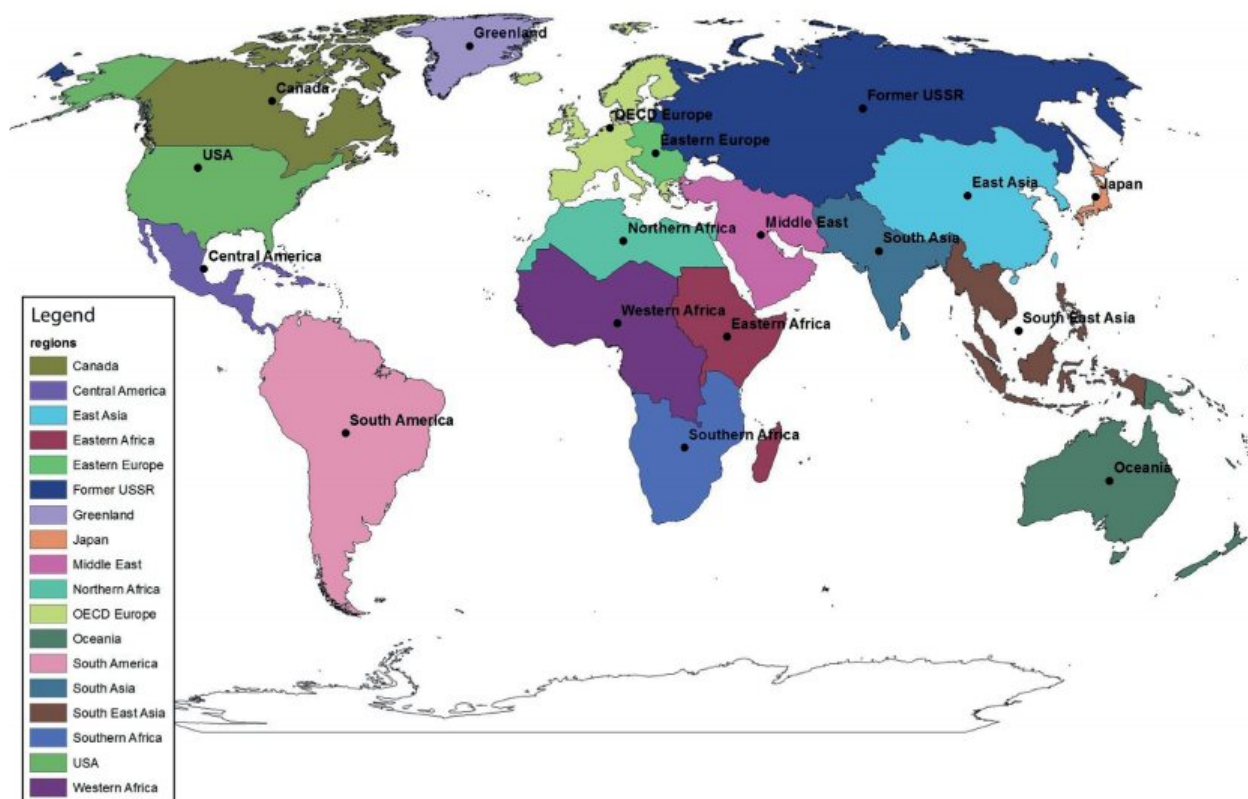 Greenland
Canada
Former USSR
OECD Europe
Eastern Europe
USA
East Asia
Japan
Northern Africa
Middle East
South Asia
Central America
Western Africa
Eastern Africa
South East Asia
South America
Southern Africa
Oceania
Legend
regions
Canada
Central America
East Asia
Eastern Africa
Eastern Europe
Former USSR
Greenland
Japan
Middle East
Northern Africa
OECD Europe
Oceania
South America
South Asia
South East Asia
Southern Africa
USA
Western Africa